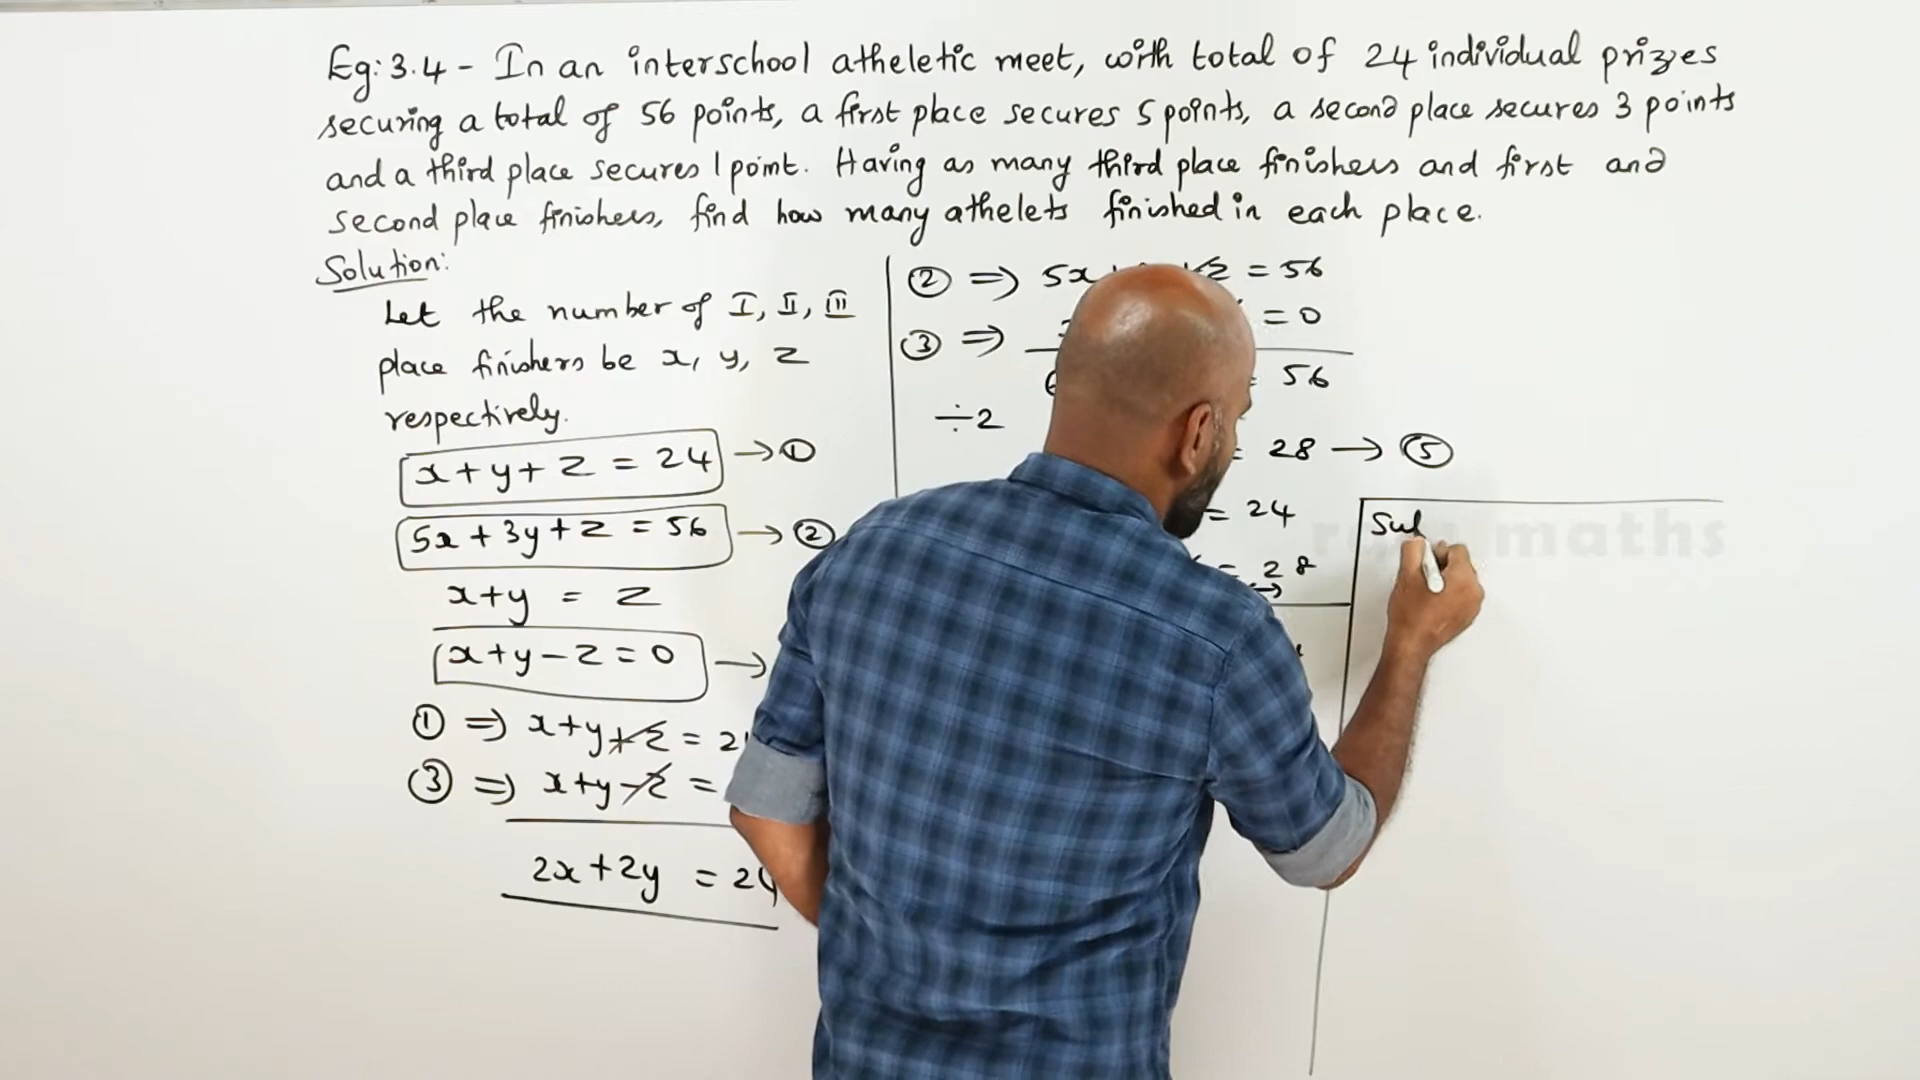 Eg: 3.4 - In an interschool atheletic meet, with total of 24 individual prizes
securing a total of 56 points, a first place secures 5 points, a second place secures 3 points
and a third place secures 1 point. Having as many third place finishers and first and
second place finishers, find how many athelets finished in each place.
Solution:
Let the number of I, II, III
place finishers be x, y, z
respectively.
x + y + z = 24 → ①
5x + 3y + z = 56 → ②
x+y = z
x+y-z=0 →
① ⇒ x+y+z = 2
③ ⇒ x+y-z =
2x+2y = 24
② ⇒ 5x z = 56
③ ⇒ = 0
56
÷2
= 28 → ⑤
= 24
= 28
Sub
ram maths